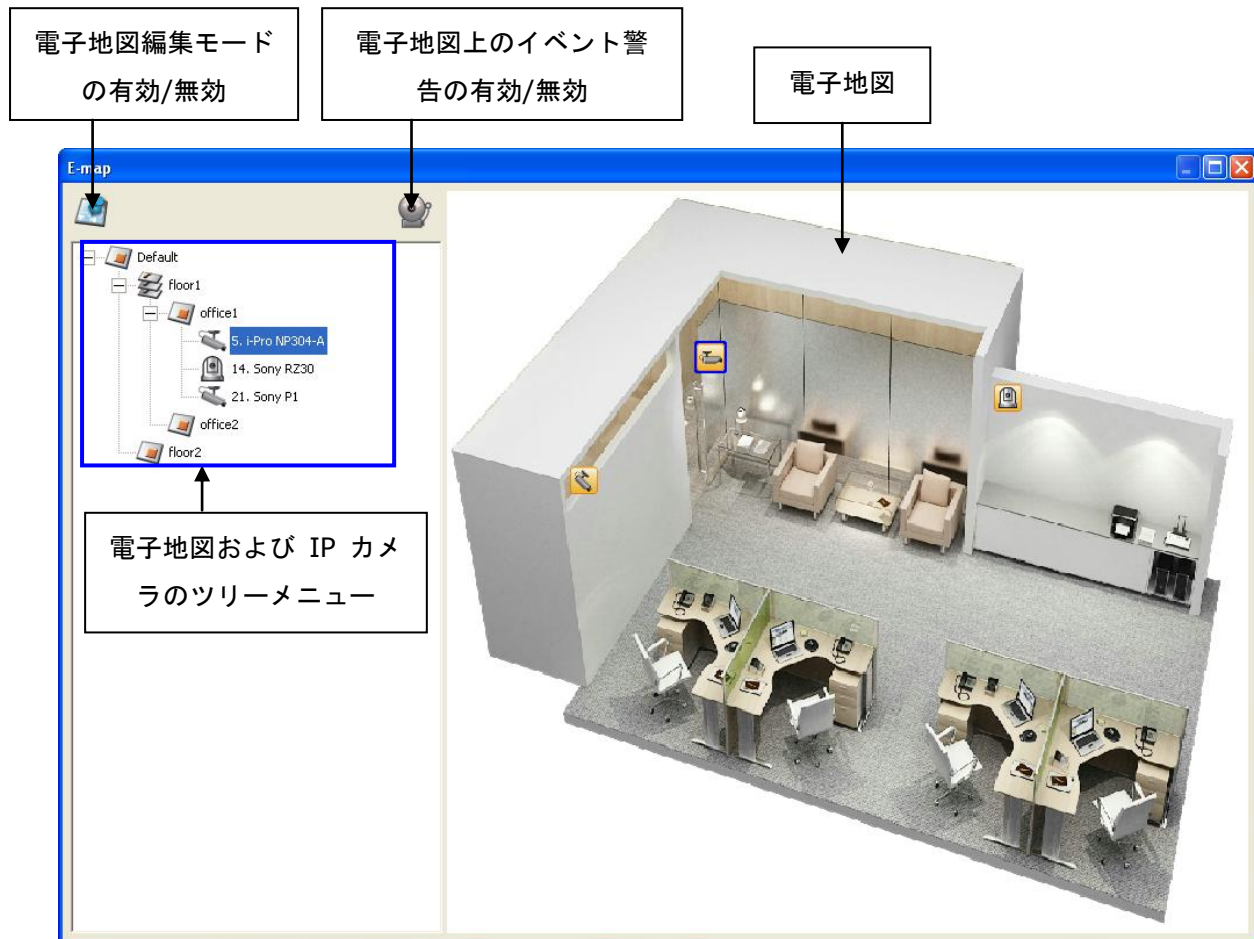 電子地図編集モード
の有効/無効
電子地図上のイベント警
告の有効/無効
電子地図
E-map
Default
floor1
office1
5. i-Pro NP304-A
14. Sony RZ30
21. Sony P1
office2
floor2
電子地図および IP カメ
ラのツリーメニュー